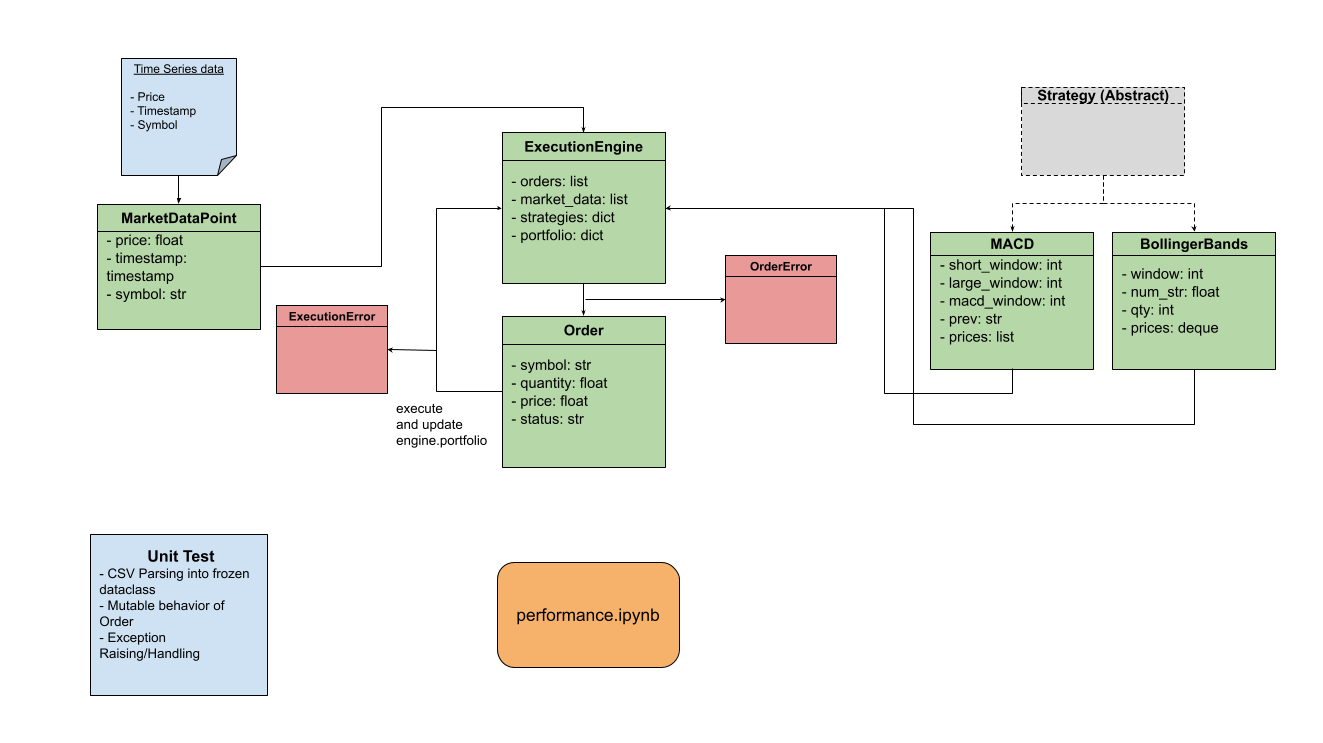 Time Series data
- Price
- Timestamp
- Symbol
MarketDataPoint
- price: float
- timestamp:
timestamp
- symbol: str
ExecutionEngine
- orders: list
- market_data: list
- strategies: dict
- portfolio: dict
Strategy (Abstract)
MACD
- short_window: int
- large_window: int
- macd_window: int
- prev: str
- prices: list
BollingerBands
- window: int
- num_str: float
- qty: int
- prices: deque
OrderError
ExecutionError
Order
- symbol: str
- quantity: float
- price: float
- status: str
execute
and update
engine.portfolio
Unit Test
- CSV Parsing into frozen
dataclass
- Mutable behavior of
Order
- Exception
Raising/Handling
performance.ipynb